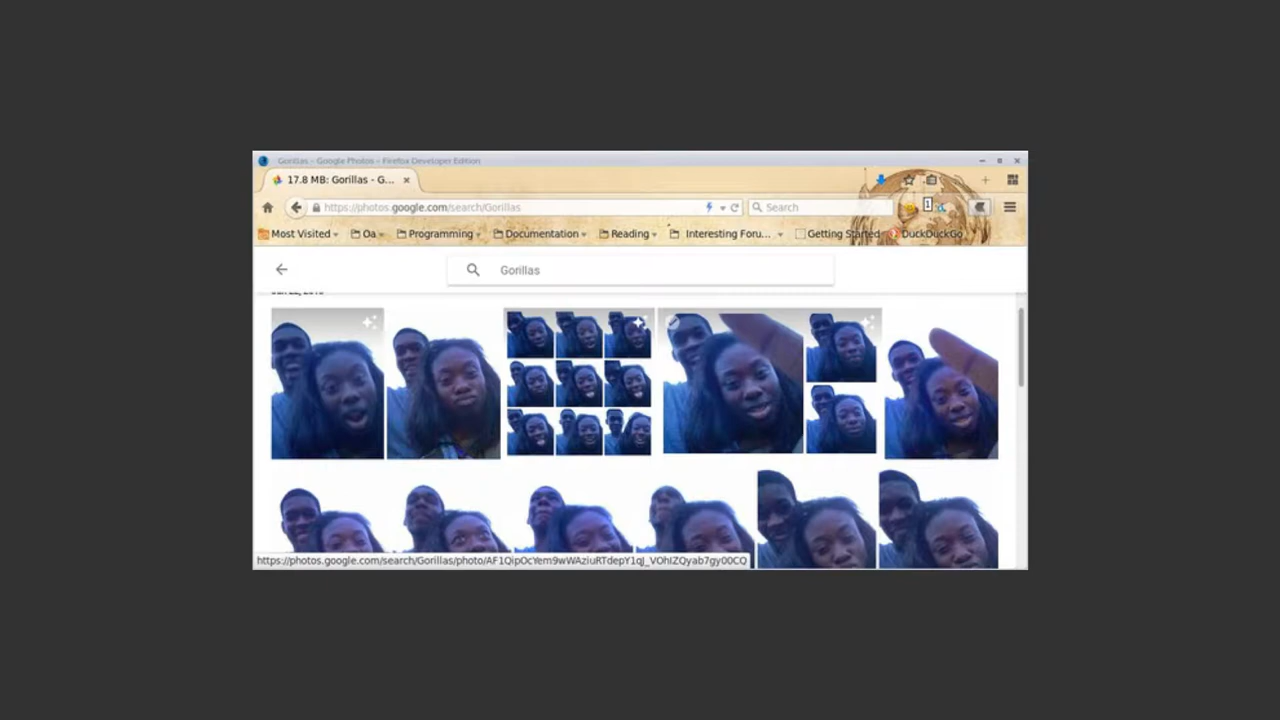 Gorillas - Google Photos - Firefox Developer Edition
17.8 MB: Gorillas - G...
https://photos.google.com/search/Gorillas
Search
1
Most Visited
Oa
Programming
Documentation
Reading
Interesting Foru...
Getting Started
DuckDuckGo
Gorillas
https://photos.google.com/search/Gorillas/photo/AF1QipOcYem9wWAziuRTdepY1qJ_VOhIZQyab7gy00CQ